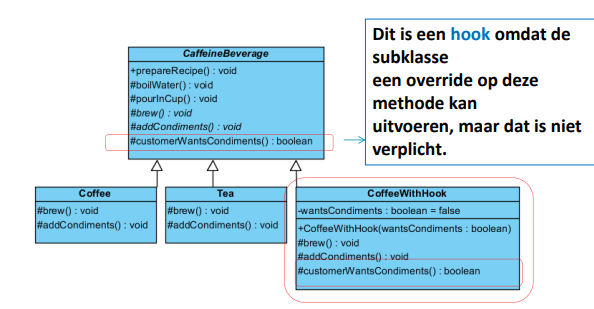 Dit is een hook omdat de
subklasse
een override op deze
methode kan
uitvoeren, maar dat is niet
verplicht.
CaffeineBeverage
+prepareRecipe() : void
#boilWater() : void
#pourInCup() : void
#brew() : void
#addCondiments() : void
#customerWantsCondiments() : boolean
Coffee
#brew() : void
#addCondiments() : void
Tea
#brew() : void
#addCondiments() : void
CoffeeWithHook
-wantsCondiments : boolean = false
+CoffeeWithHook(wantsCondiments : boolean)
#brew() : void
#addCondiments() : void
#customerWantsCondiments() : boolean